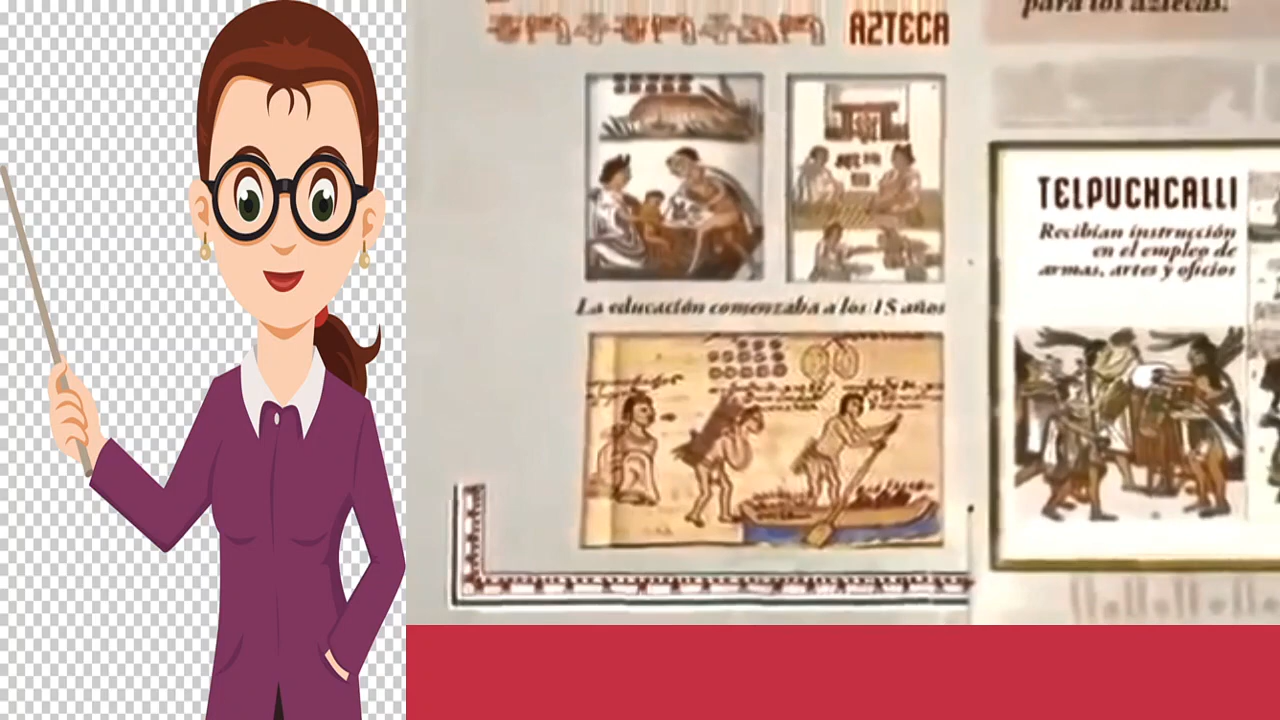 para los aztecas.
AZTECA
La educación comenzaba a los 15 años
TELPUCHCALLI
Recibían instrucción
en el empleo de
armas, artes y oficios